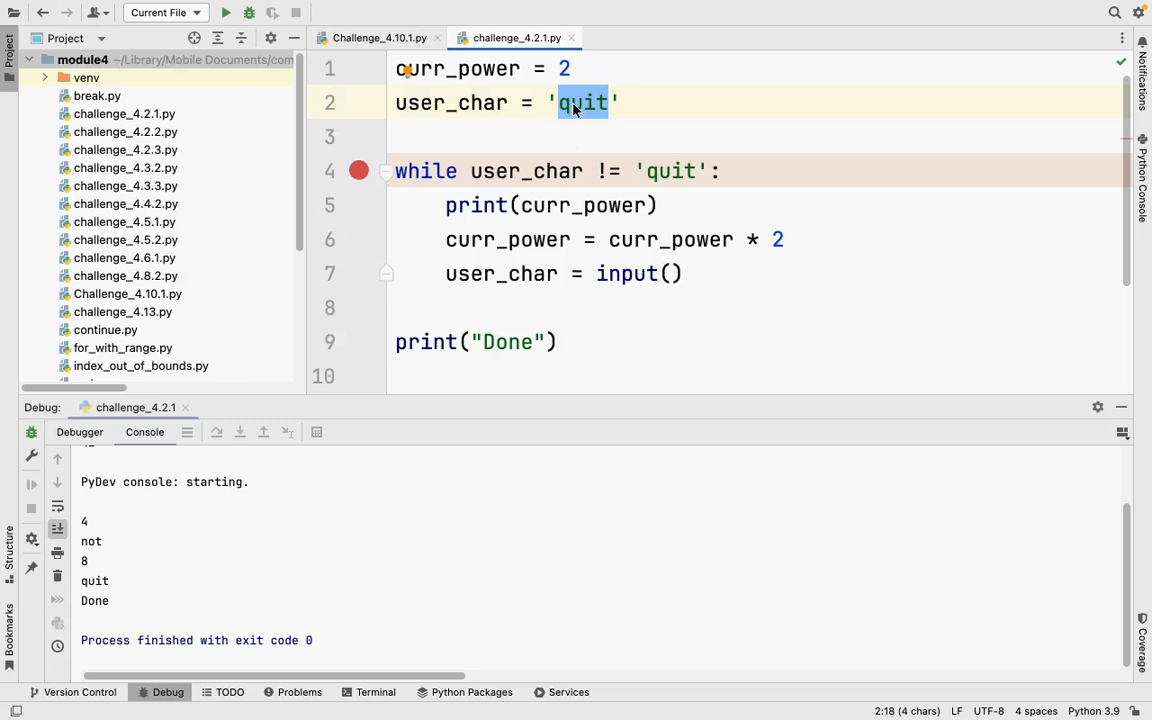 Current File
Project
Challenge_4.10.1.py
challenge_4.2.1.py
Project
module4 ~/Library/Mobile Documents/com
venv
break.py
challenge_4.2.1.py
challenge_4.2.2.py
challenge_4.2.3.py
challenge_4.3.2.py
challenge_4.3.3.py
challenge_4.4.2.py
challenge_4.5.1.py
challenge_4.5.2.py
challenge_4.6.1.py
challenge_4.8.2.py
Challenge_4.10.1.py
challenge_4.13.py
continue.py
for_with_range.py
index_out_of_bounds.py
1 curr_power = 2
2 user_char = 'quit'
3
4 while user_char != 'quit':
5 print(curr_power)
6 curr_power = curr_power * 2
7 user_char = input()
8
9 print("Done")
10
Notifications
Python Console
Coverage
Debug: challenge_4.2.1
Debugger Console
PyDev console: starting.
4
not
8
quit
Done
Process finished with exit code 0
Structure
Bookmarks
Version Control Debug TODO Problems Terminal Python Packages Services
2:18 (4 chars) LF UTF-8 4 spaces Python 3.9